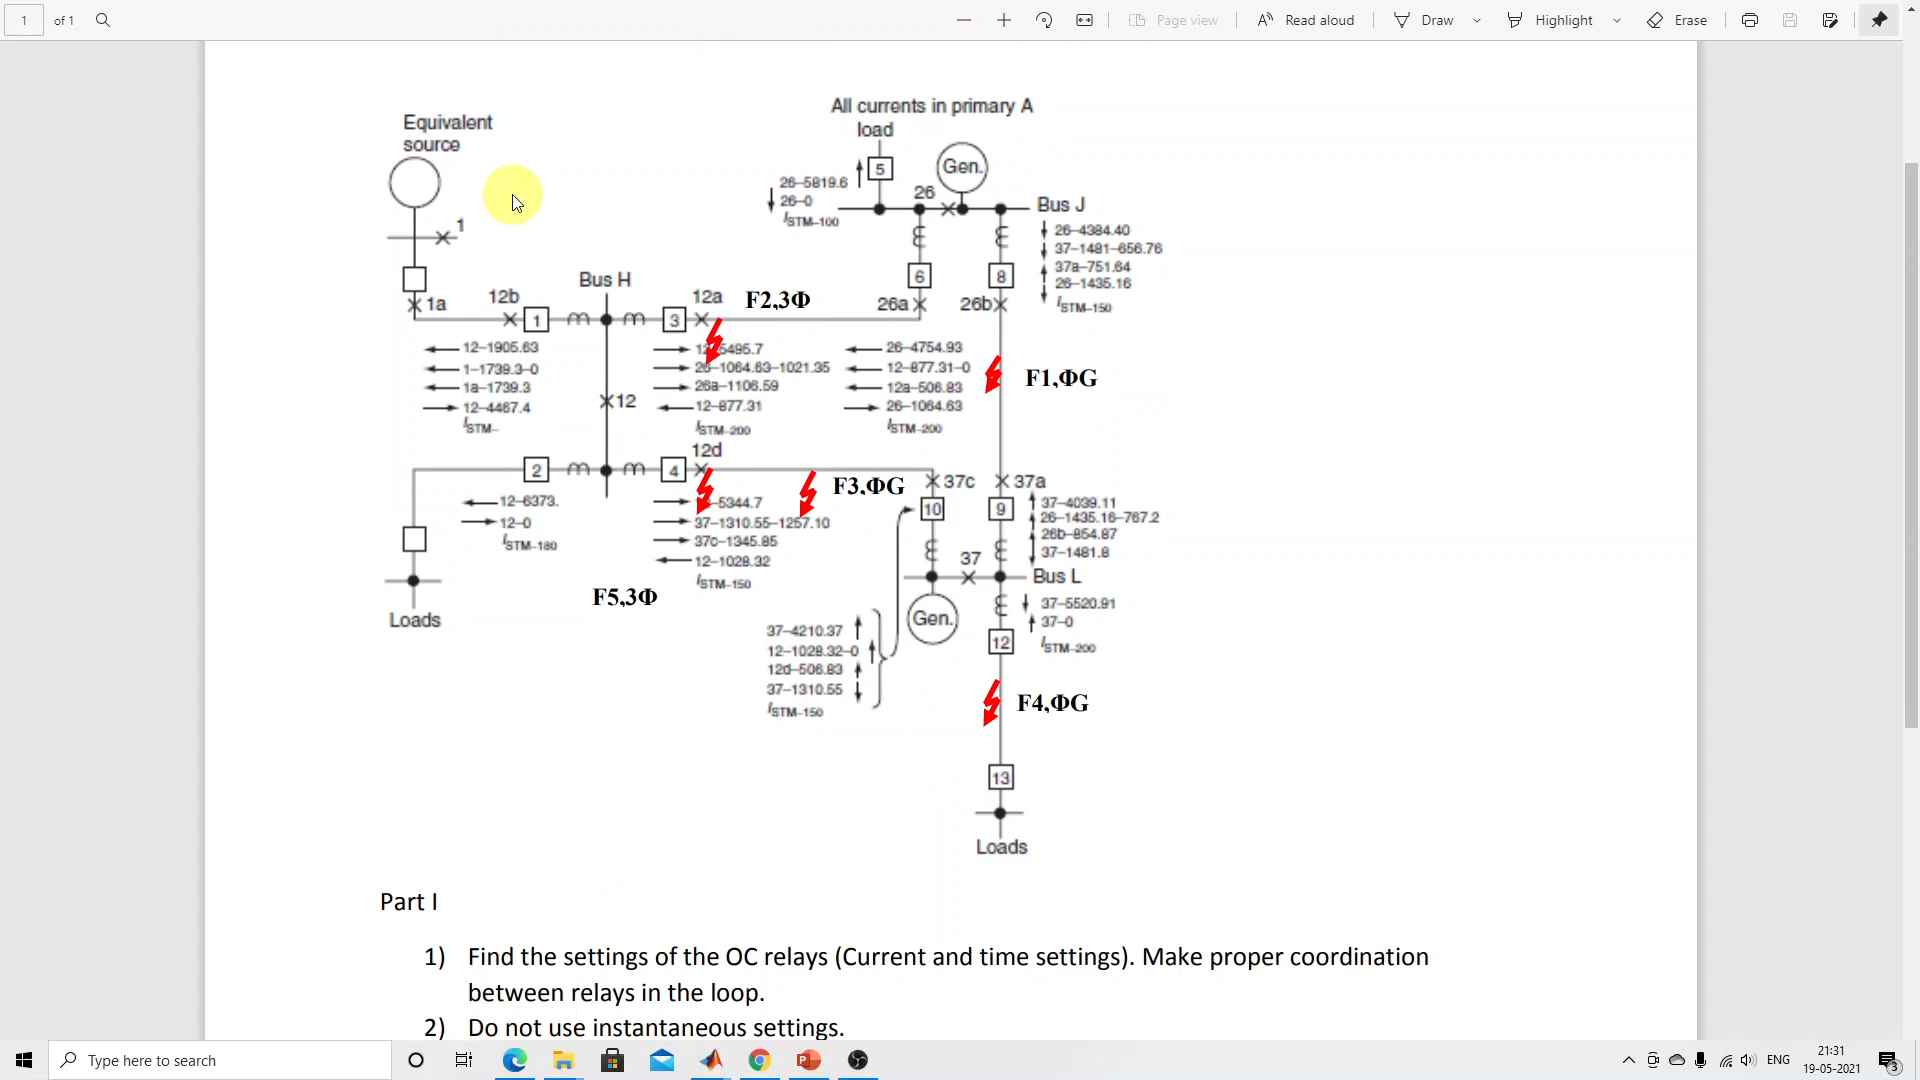 1 of 1 Page view Read aloud Draw Highlight Erase
All currents in primary A
load
Equivalent
source
5
Gen.
26
Bus J
26–5819.6
26–0
ISTM–100
1
26–4384.40
37–1481–656.76
37a–751.64
26–1435.16
ISTM–150
6
8
1a
12b
Bus H
12a
F2,3Φ
26a
26b
1
3
12–1905.63
1–1739.3–0
1a–1739.3
12–4467.4
ISTM–
5495.7
26–1064.63–1021.35
26a–1106.59
12–877.31
ISTM–200
26–4754.93
12–877.31–0
12a–506.83
26–1064.63
ISTM–200
F1,ΦG
12
12d
2
4
F3,ΦG
37c
37a
12–6373.
12–0
ISTM–180
–5344.7
37–1310.55–1257.10
37c–1345.85
12–1028.32
ISTM–150
10
9
37–4039.11
26–1435.16–767.2
26b–854.87
37–1481.8
37
Bus L
F5,3Φ
Loads
Gen.
37–5520.91
37–0
ISTM–200
12
37–4210.37
12–1028.32–0
12d–506.83
37–1310.55
ISTM–150
F4,ΦG
13
Loads
Part I
1) Find the settings of the OC relays (Current and time settings). Make proper coordination
between relays in the loop.
2) Do not use instantaneous settings.
Type here to search
ENG
21:31
19-05-2021
3